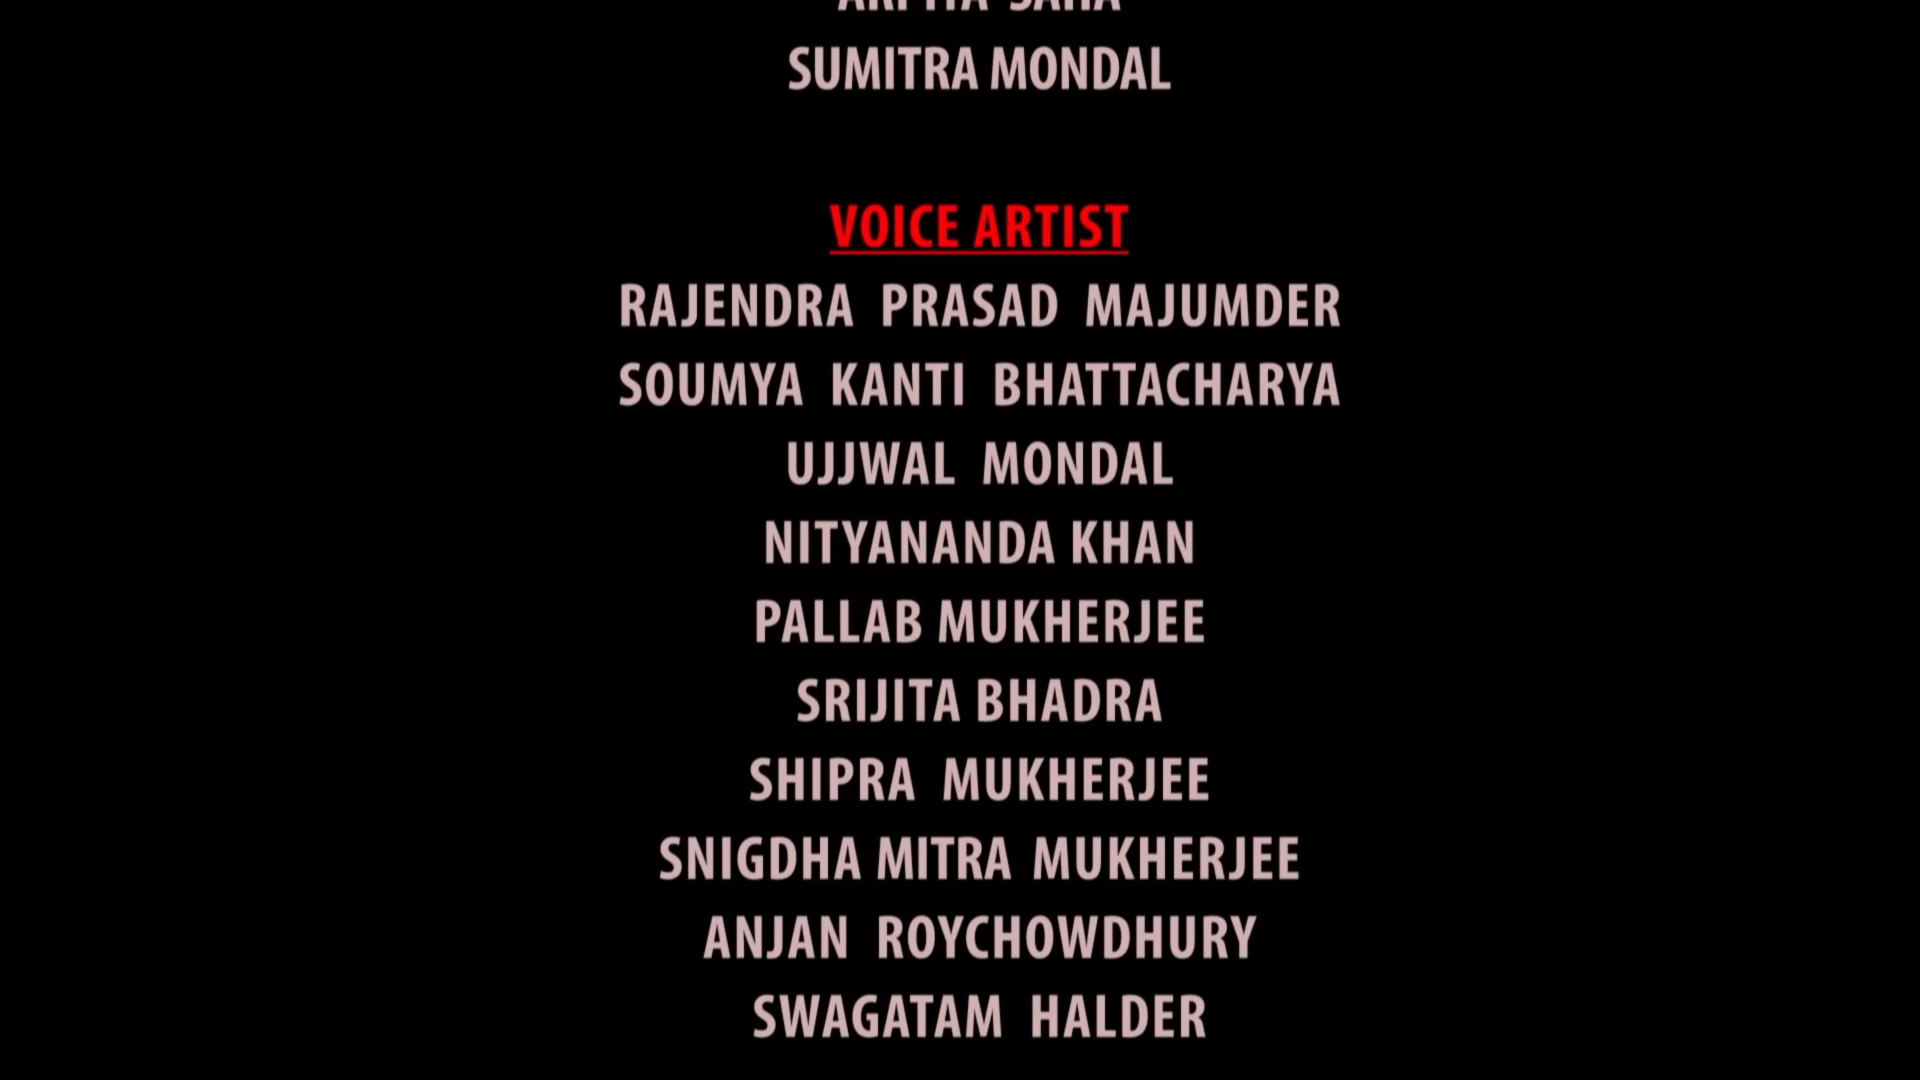 SUMITRA MONDAL
VOICE ARTIST
RAJENDRA PRASAD MAJUMDER
SOUMYA KANTI BHATTACHARYA
UJJWAL MONDAL
NITYANANDA KHAN
PALLAB MUKHERJEE
SRIJITA BHADRA
SHIPRA MUKHERJEE
SNIGDHA MITRA MUKHERJEE
ANJAN ROYCHOWDHURY
SWAGATAM HALDER